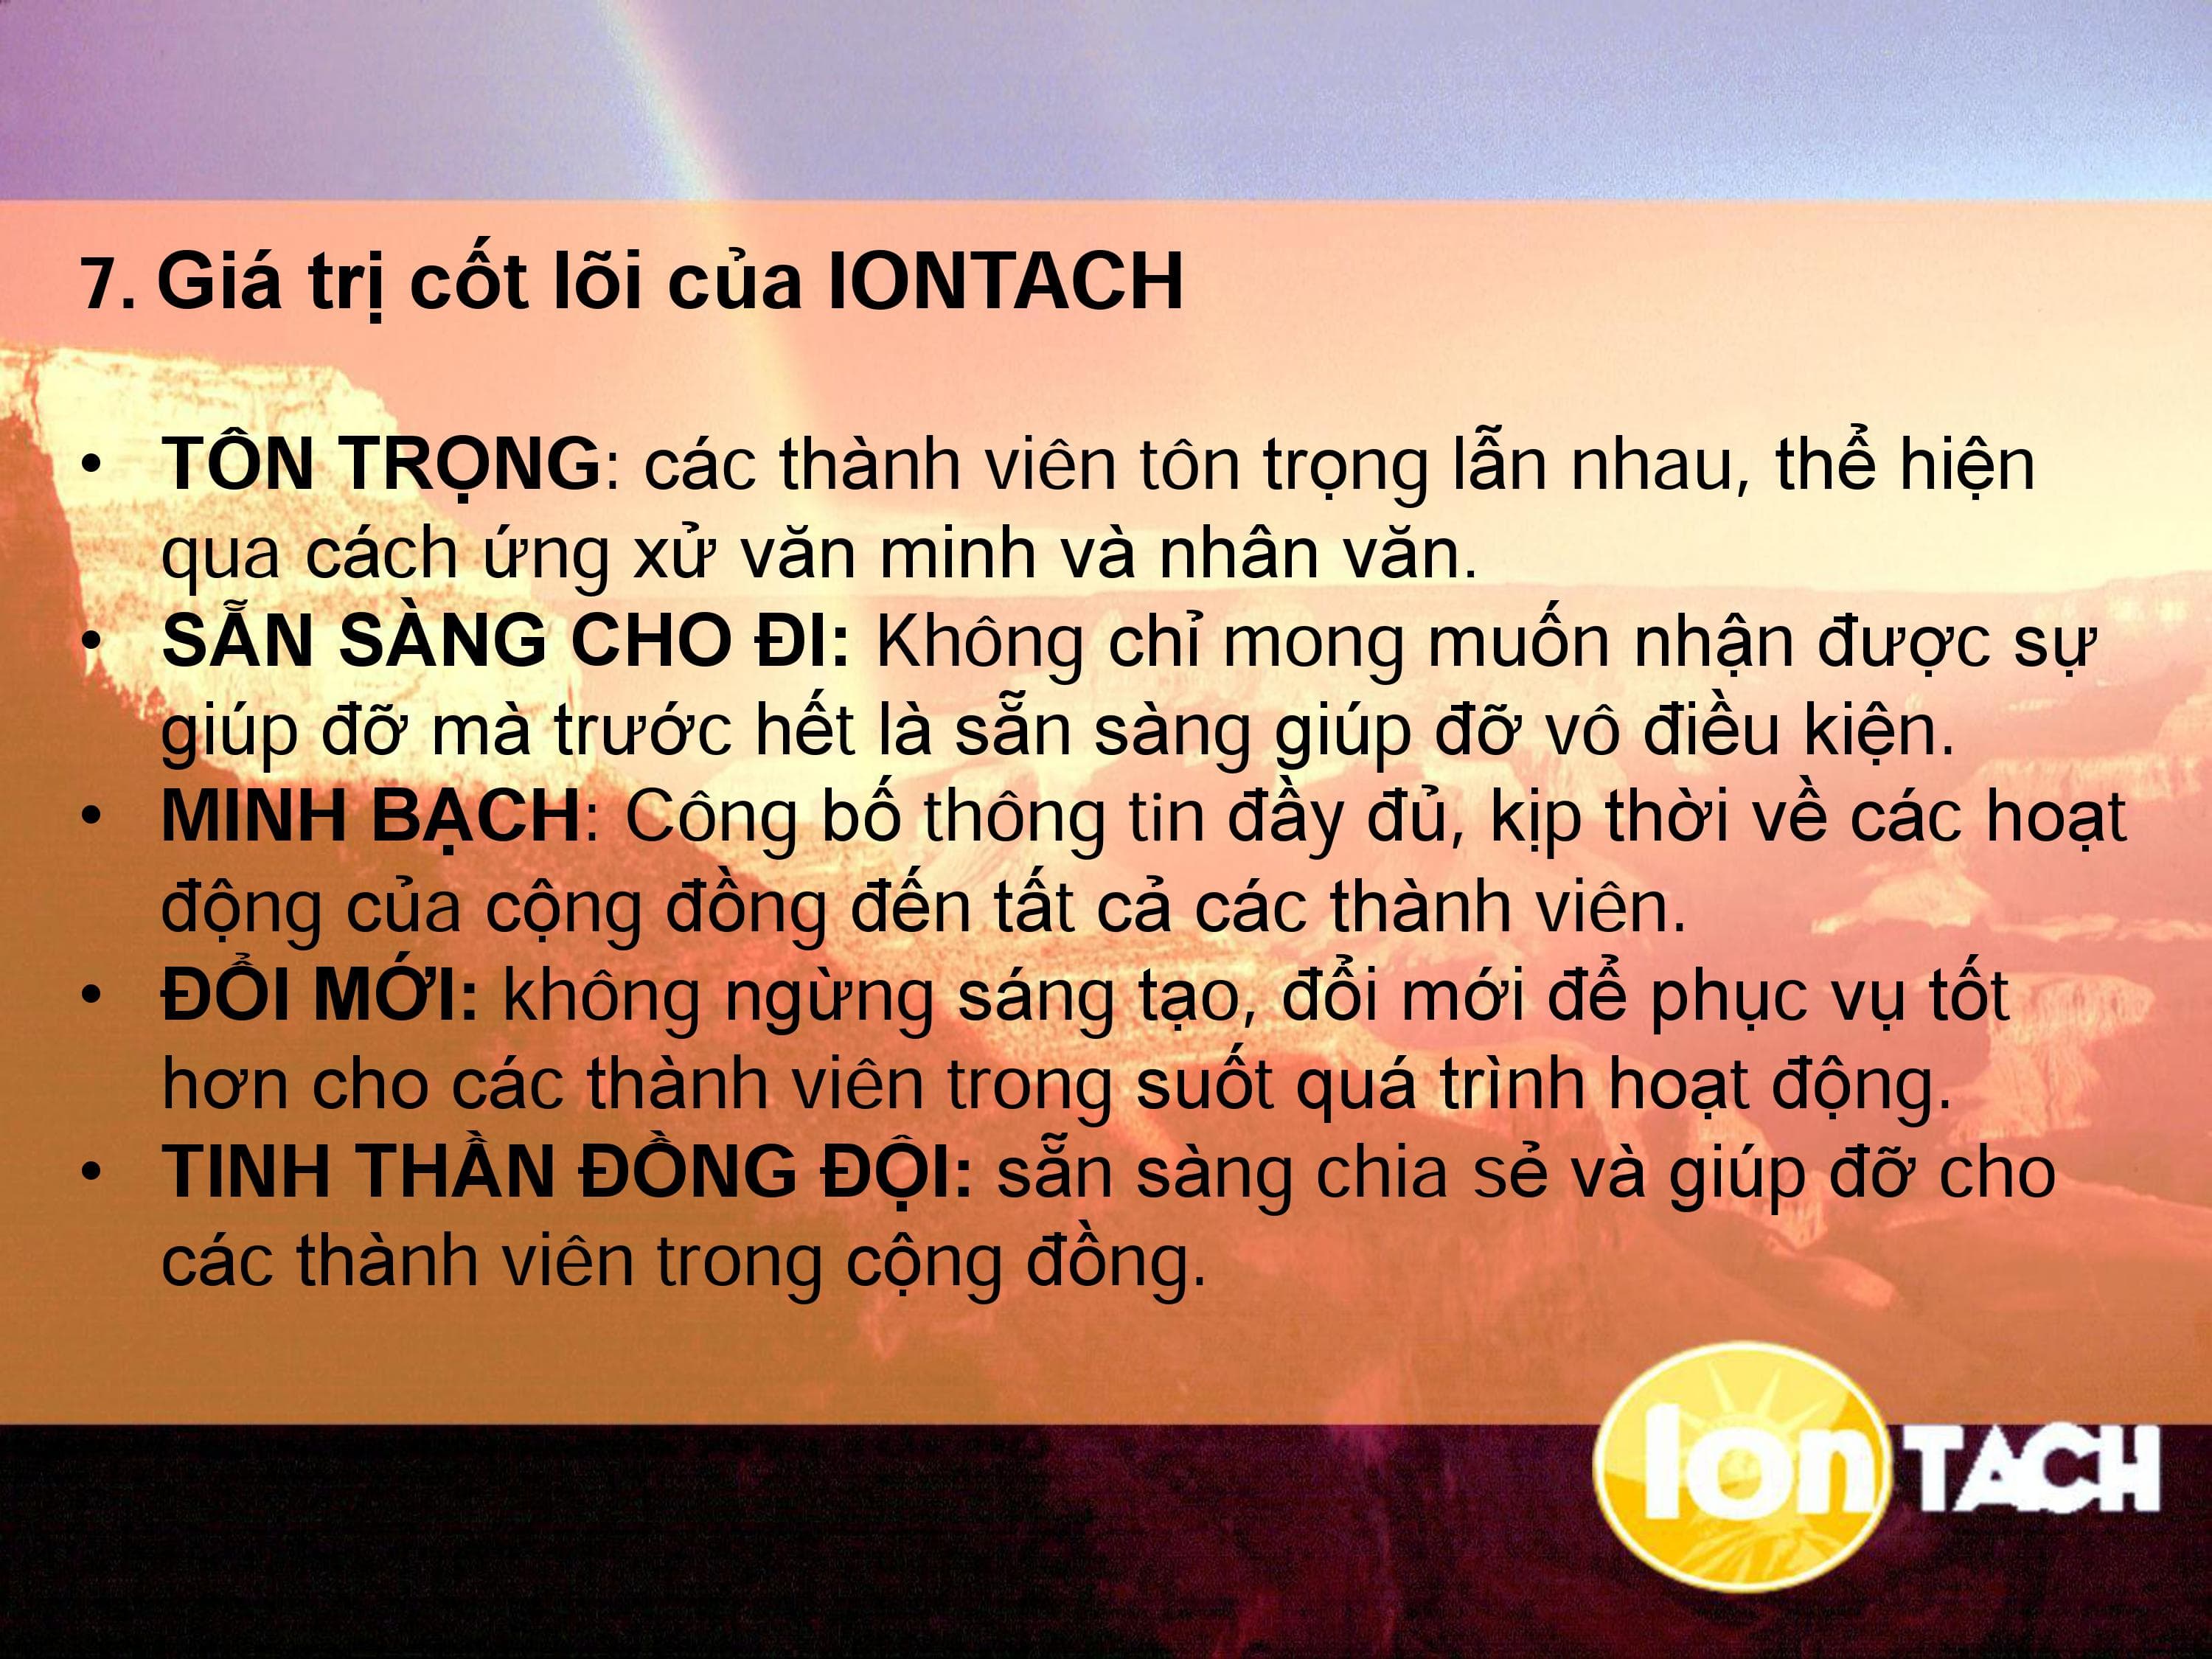 7. Giá trị cốt lõi của IONTACH
• TÔN TRỌNG: các thành viên tôn trọng lẫn nhau, thể hiện
qua cách ứng xử văn minh và nhân văn.
• SẴN SÀNG CHO ĐI: Không chỉ mong muốn nhận được sự
giúp đỡ mà trước hết là sẵn sàng giúp đỡ vô điều kiện.
• MINH BẠCH: Công bố thông tin đầy đủ, kịp thời về các hoạt
động của cộng đồng đến tất cả các thành viên.
• ĐỔI MỚI: không ngừng sáng tạo, đổi mới để phục vụ tốt
hơn cho các thành viên trong suốt quá trình hoạt động.
• TINH THẦN ĐỒNG ĐỘI: sẵn sàng chia sẻ và giúp đỡ cho
các thành viên trong cộng đồng.
Ion TACH